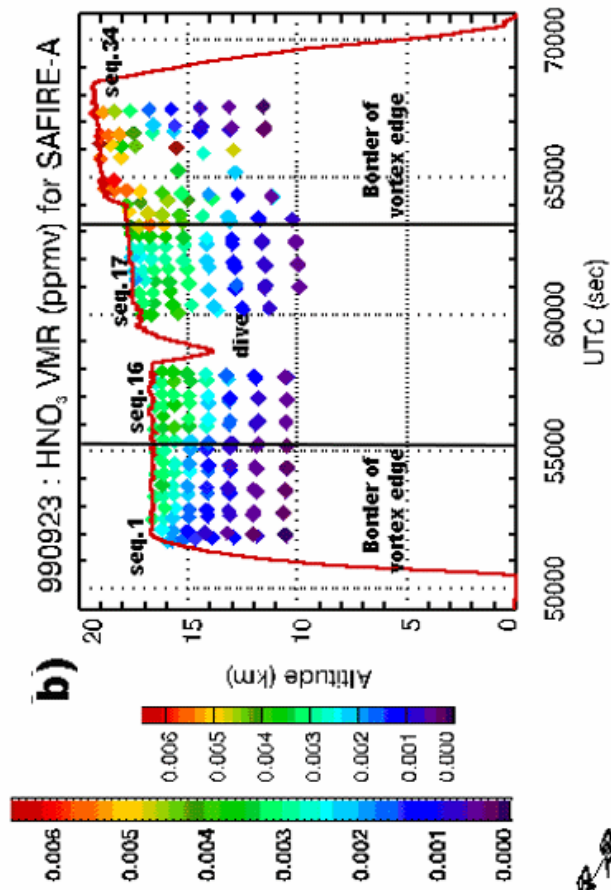 990923 : HNO₃ VMR (ppmv) for SAFIRE-A
b)
Altitude (km)
20
15
10
5
0
seq.1
seq.16
seq.17
seq.34
dive
Border of
vortex edge
Border of
vortex edge
50000
55000
60000
65000
70000
UTC (sec)
0.006
0.005
0.004
0.003
0.002
0.001
0.000
0.006
0.005
0.004
0.003
0.002
0.001
0.000